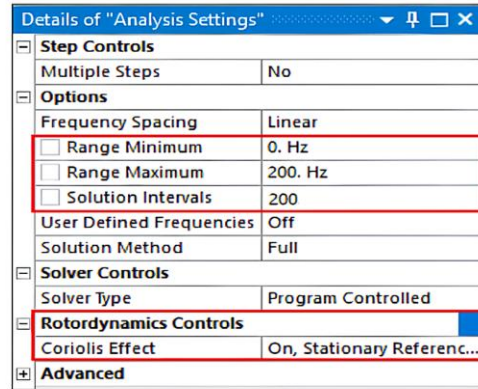 Details of "Analysis Settings"
Step Controls
Multiple Steps No
Options
Frequency Spacing Linear
Range Minimum 0. Hz
Range Maximum 200. Hz
Solution Intervals 200
User Defined Frequencies Off
Solution Method Full
Solver Controls
Solver Type Program Controlled
Rotordynamics Controls
Coriolis Effect On, Stationary Referenc...
Advanced